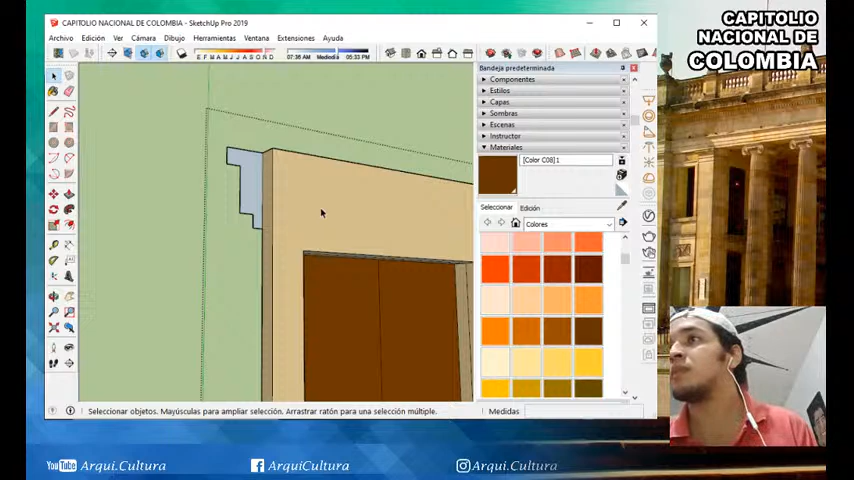 CAPITOLIO NACIONAL DE COLOMBIA - SketchUp Pro 2019
CAPITOLIO
NACIONAL DE
COLOMBIA
Archivo Edición Ver Cámara Dibujo Herramientas Ventana Extensiones Ayuda
E F M A M J J A S O N D 07:36 AM Mediodía 05:33 PM
Bandeja predeterminada
Componentes
Estilos
Capas
Sombras
Escenas
Instructor
Materiales
[Color C08]1
Seleccionar Edición
Colores
Seleccionar objetos. Mayúsculas para ampliar selección. Arrastrar ratón para una selección múltiple.
Medidas
YouTube Arqui.Cultura
ArquiCultura
Arqui.Cultura